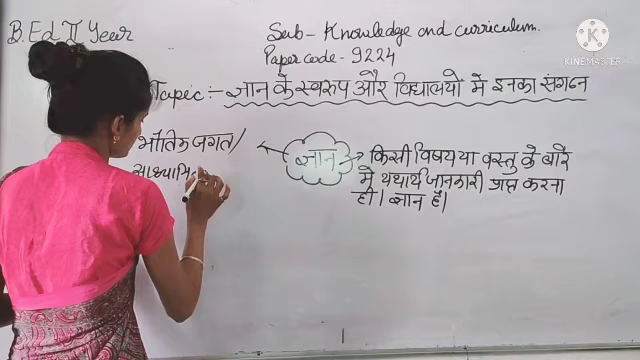 B.Ed II Year
Sub - Knowledge and curriculum.
Paper code - 9224
Topic:- ज्ञान के स्वरुप और विद्यालयो मे इनका संगठन
भौतिक जगत/
आध्यात्मि
ज्ञान
किसी विषय या वस्तु के बारे
मे यथार्थ जानकारी प्राप्त करना
ही। ज्ञान है।
KINEMASTER